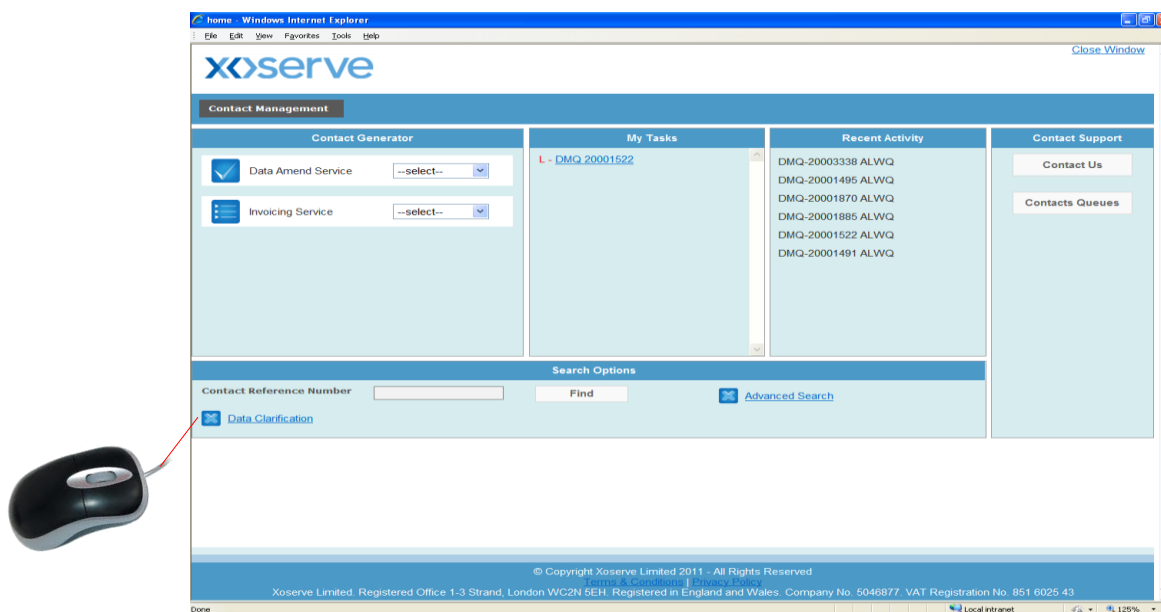 home - Windows Internet Explorer
File Edit View Favorites Tools Help
Close Window
xoserve
Contact Management
Contact Generator
Data Amend Service --select--
Invoicing Service --select--
My Tasks
L - DMQ 20001522
Recent Activity
DMQ-20003338 ALWQ
DMQ-20001495 ALWQ
DMQ-20001870 ALWQ
DMQ-20001885 ALWQ
DMQ-20001522 ALWQ
DMQ-20001491 ALWQ
Contact Support
Contact Us
Contacts Queues
Search Options
Contact Reference Number Find Advanced Search
Data Clarification
© Copyright Xoserve Limited 2011 - All Rights Reserved
Terms & Conditions | Privacy Policy
Xoserve Limited. Registered Office 1-3 Strand, London WC2N 5EH. Registered in England and Wales. Company No. 5046877. VAT Registration No. 851 6025 43
Done Local intranet 125%